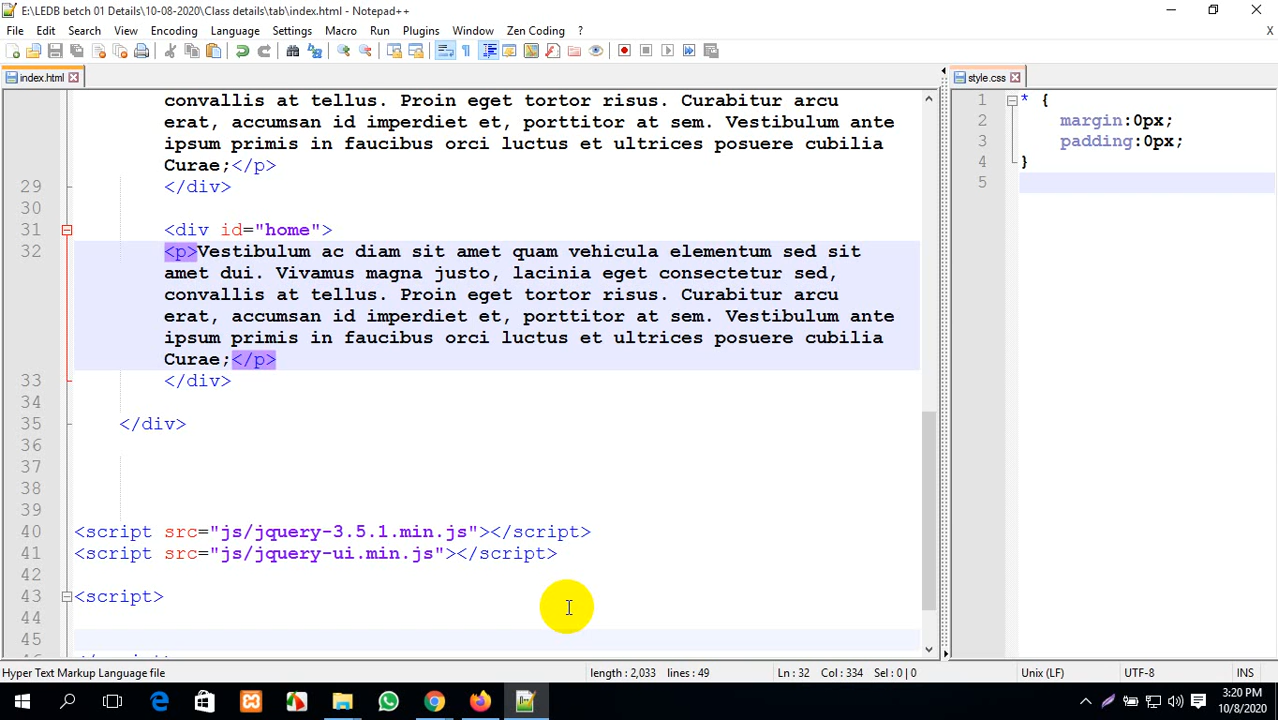 E:\LEDB betch 01 Details\10-08-2020\Class details\tab\index.html - Notepad++
File Edit Search View Encoding Language Settings Macro Run Plugins Window Zen Coding ? X
index.html
style.css
convallis at tellus. Proin eget tortor risus. Curabitur arcu
erat, accumsan id imperdiet et, porttitor at sem. Vestibulum ante
ipsum primis in faucibus orci luctus et ultrices posuere cubilia
Curae;</p>
29 </div>
30
31 <div id="home">
32 <p>Vestibulum ac diam sit amet quam vehicula elementum sed sit
amet dui. Vivamus magna justo, lacinia eget consectetur sed,
convallis at tellus. Proin eget tortor risus. Curabitur arcu
erat, accumsan id imperdiet et, porttitor at sem. Vestibulum ante
ipsum primis in faucibus orci luctus et ultrices posuere cubilia
Curae;</p>
33 </div>
34
35 </div>
36
37
38
39
40 <script src="js/jquery-3.5.1.min.js"></script>
41 <script src="js/jquery-ui.min.js"></script>
42
43 <script>
44
45
1 * {
2 margin:0px;
3 padding:0px;
4 }
5
Hyper Text Markup Language file length : 2,033 lines : 49 Ln : 32 Col : 334 Sel : 0 | 0 Unix (LF) UTF-8 INS
3:20 PM
10/8/2020